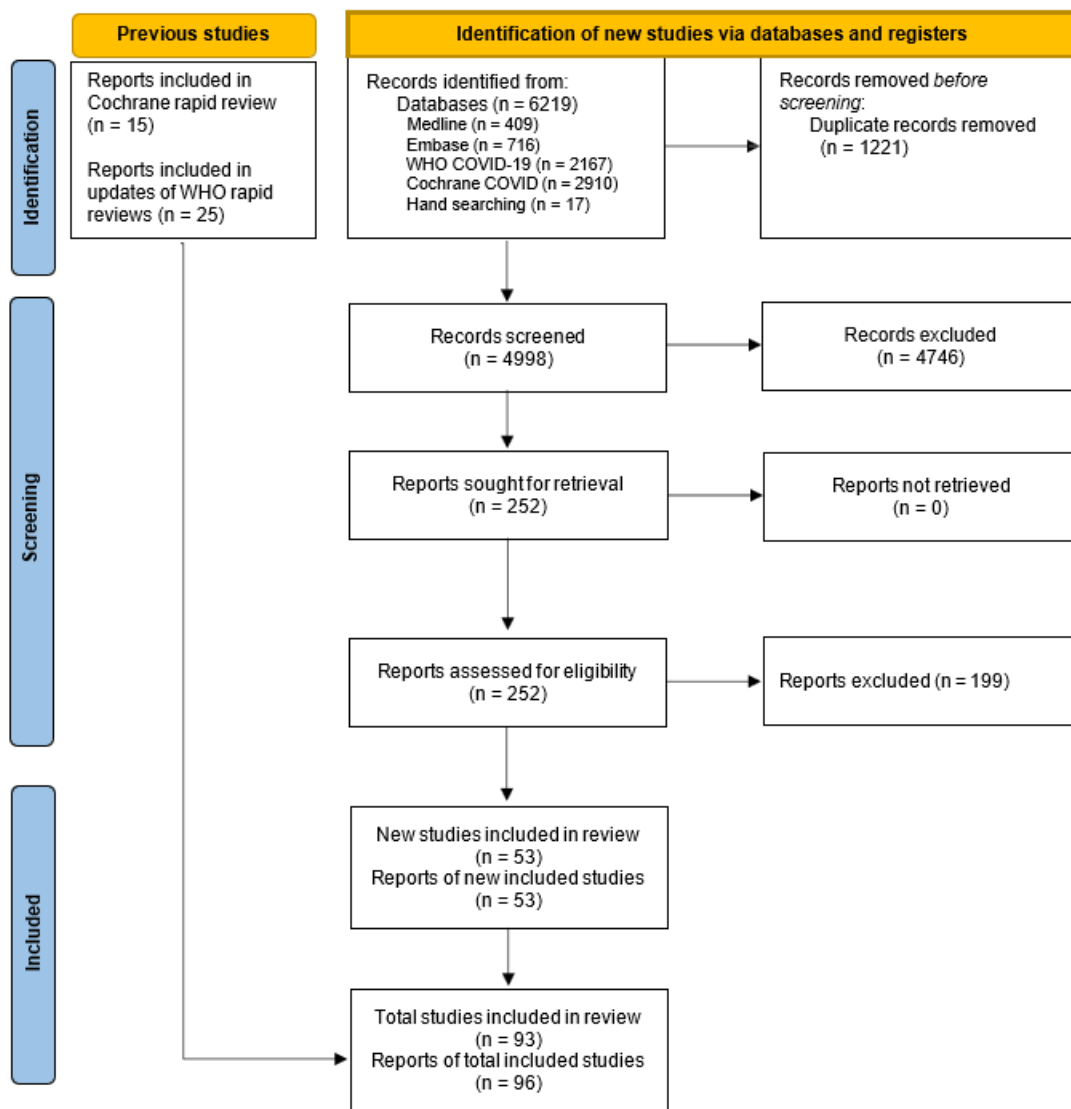 Previous studies
Identification of new studies via databases and registers
Identification
Reports included in
Cochrane rapid review
(n = 15)
Reports included in
updates of WHO rapid
reviews (n = 25)
Records identified from:
Databases (n = 6219)
Medline (n = 409)
Embase (n = 716)
WHO COVID-19 (n = 2167)
Cochrane COVID (n = 2910)
Hand searching (n = 17)
Records removed before
screening:
Duplicate records removed
(n = 1221)
Screening
Records screened
(n = 4998)
Records excluded
(n = 4746)
Reports sought for retrieval
(n = 252)
Reports not retrieved
(n = 0)
Reports assessed for eligibility
(n = 252)
Reports excluded (n = 199)
Included
New studies included in review
(n = 53)
Reports of new included studies
(n = 53)
Total studies included in review
(n = 93)
Reports of total included studies
(n = 96)